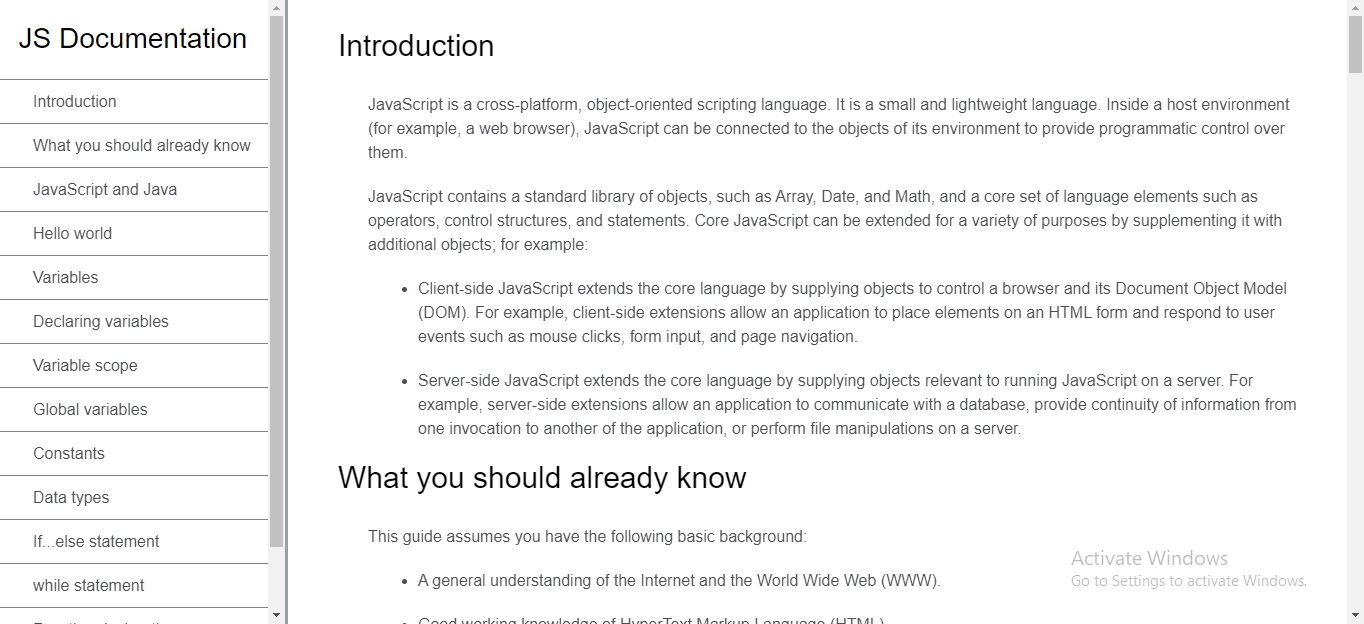 JS Documentation
Introduction
What you should already know
JavaScript and Java
Hello world
Variables
Declaring variables
Variable scope
Global variables
Constants
Data types
If...else statement
while statement
Introduction
JavaScript is a cross-platform, object-oriented scripting language. It is a small and lightweight language. Inside a host environment
(for example, a web browser), JavaScript can be connected to the objects of its environment to provide programmatic control over
them.
JavaScript contains a standard library of objects, such as Array, Date, and Math, and a core set of language elements such as
operators, control structures, and statements. Core JavaScript can be extended for a variety of purposes by supplementing it with
additional objects; for example:
• Client-side JavaScript extends the core language by supplying objects to control a browser and its Document Object Model
(DOM). For example, client-side extensions allow an application to place elements on an HTML form and respond to user
events such as mouse clicks, form input, and page navigation.
• Server-side JavaScript extends the core language by supplying objects relevant to running JavaScript on a server. For
example, server-side extensions allow an application to communicate with a database, provide continuity of information from
one invocation to another of the application, or perform file manipulations on a server.
What you should already know
This guide assumes you have the following basic background:
• A general understanding of the Internet and the World Wide Web (WWW).
• Good working knowledge of HyperText Markup Language (HTML).
Activate Windows
Go to Settings to activate Windows.